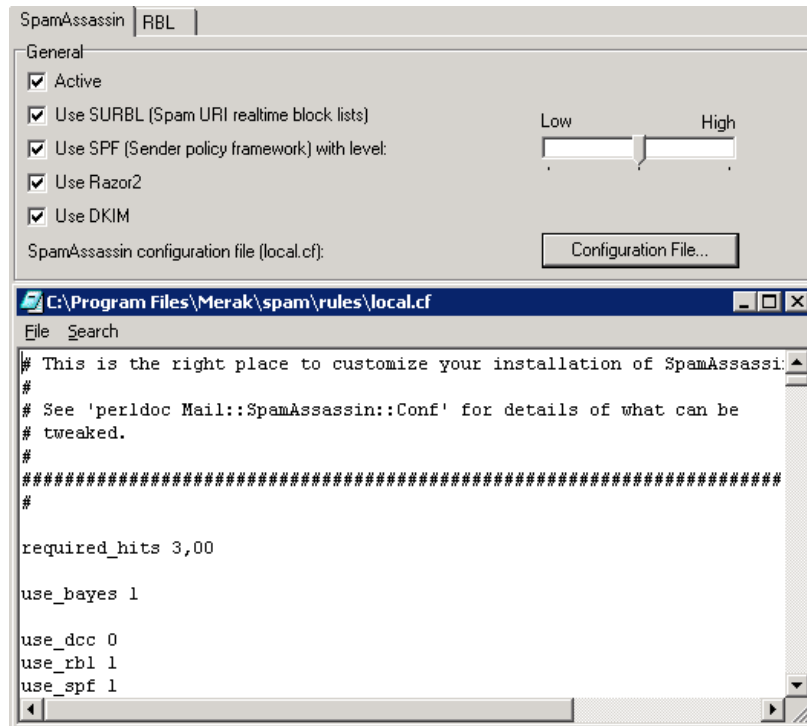 SpamAssassin RBL
General
Active
Use SURBL (Spam URI realtime block lists)
Low High
Use SPF (Sender policy framework) with level:
Use Razor2
Use DKIM
SpamAssassin configuration file (local.cf): Configuration File...
C:\Program Files\Merak\spam\rules\local.cf
File Search
# This is the right place to customize your installation of SpamAssassi
#
# See 'perldoc Mail::SpamAssassin::Conf' for details of what can be
# tweaked.
#
#######################################################################
#
required_hits 3,00
use_bayes 1
use_dcc 0
use_rbl 1
use_spf 1